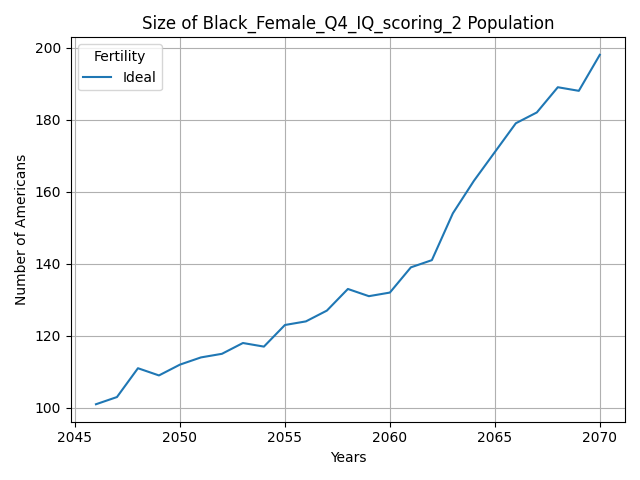 Size of Black_Female_Q4_IQ_scoring_2 Population
Fertility
Ideal
200
180
160
140
120
100
Number of Americans
2045
2050
2055
2060
2065
2070
Years